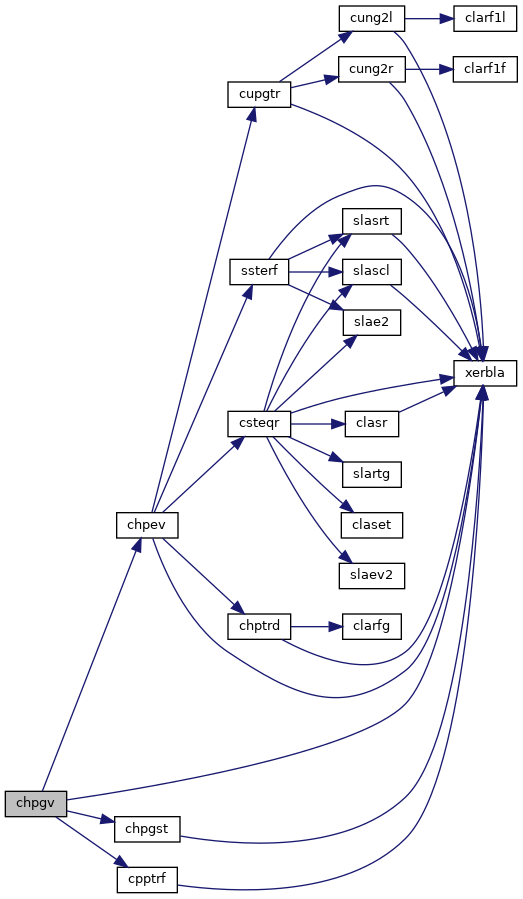 cung2l
clarf1l
cung2r
clarf1f
cupgtr
slasrt
ssterf
slascl
slae2
xerbla
csteqr
clasr
slartg
chpev
claset
slaev2
chptrd
clarfg
chpgv
chpgst
cpptrf